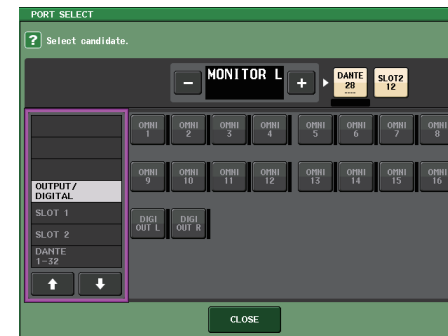 PORT SELECT
? Select candidate.
- MONITOR L + DANTE 28 ---- SLOT2 12
OMNI 1 OMNI 2 OMNI 3 OMNI 4 OMNI 5 OMNI 6 OMNI 7 OMNI 8
OMNI 9 OMNI 10 OMNI 11 OMNI 12 OMNI 13 OMNI 14 OMNI 15 OMNI 16
DIGI OUT L DIGI OUT R
OUTPUT/
DIGITAL
SLOT 1
SLOT 2
DANTE
1-32
CLOSE